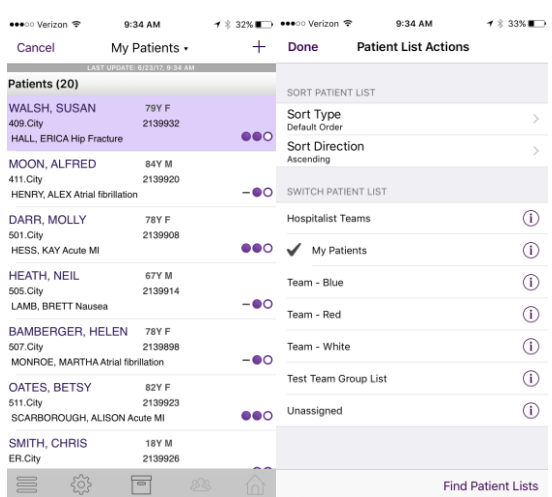 Verizon 9:34 AM 32%
Cancel My Patients +
LAST UPDATE: 6/23/17, 9:34 AM
Patients (20)
WALSH, SUSAN 79Y F
409.City 2139932
HALL, ERICA Hip Fracture
MOON, ALFRED 84Y M
411.City 2139920
HENRY, ALEX Atrial fibrillation
DARR, MOLLY 78Y F
501.City 2139908
HESS, KAY Acute MI
HEATH, NEIL 67Y M
505.City 2139914
LAMB, BRETT Nausea
BAMBERGER, HELEN 78Y F
507.City 2139898
MONROE, MARTHA Atrial fibrillation
OATES, BETSY 82Y F
511.City 2139923
SCARBOROUGH, ALISON Acute MI
SMITH, CHRIS 18Y M
ER.City 2139926
Verizon 9:34 AM 33%
Done Patient List Actions
SORT PATIENT LIST
Sort Type
Default Order
Sort Direction
Ascending
SWITCH PATIENT LIST
Hospitalist Teams
My Patients
Team - Blue
Team - Red
Team - White
Test Team Group List
Unassigned
Find Patient Lists